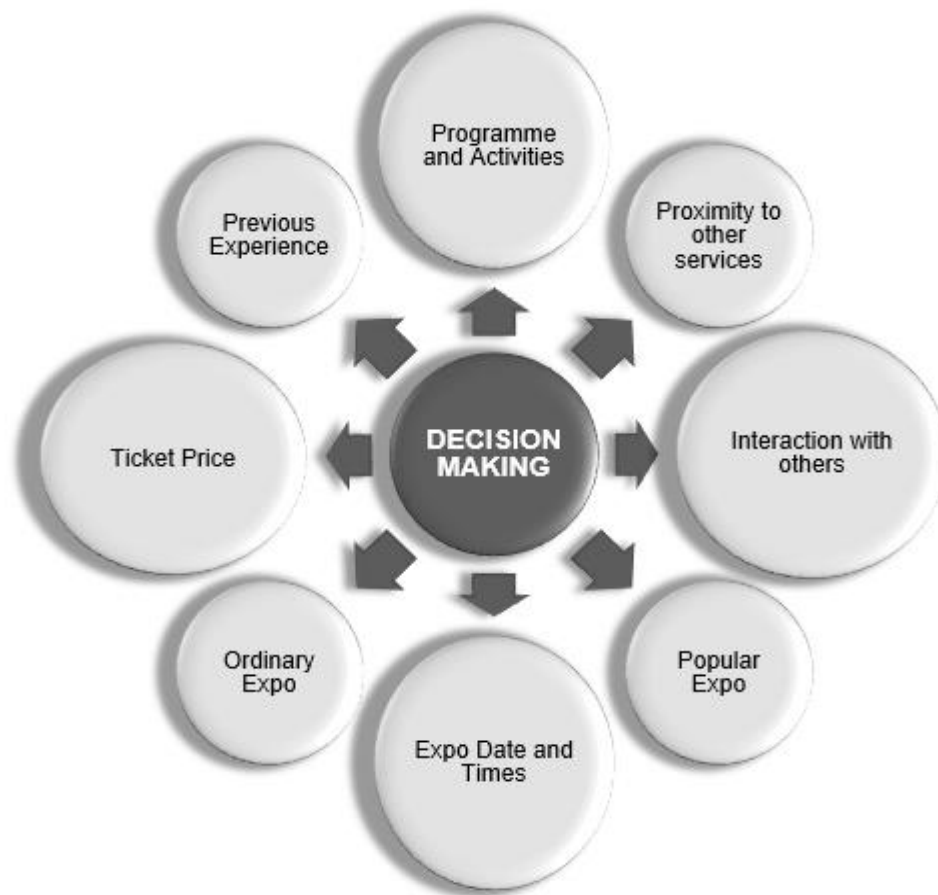 Programme
and Activities
Previous
Experience
Proximity to
other
services
Ticket Price
DECISION
MAKING
Interaction with
others
Ordinary
Expo
Popular
Expo
Expo Date and
Times